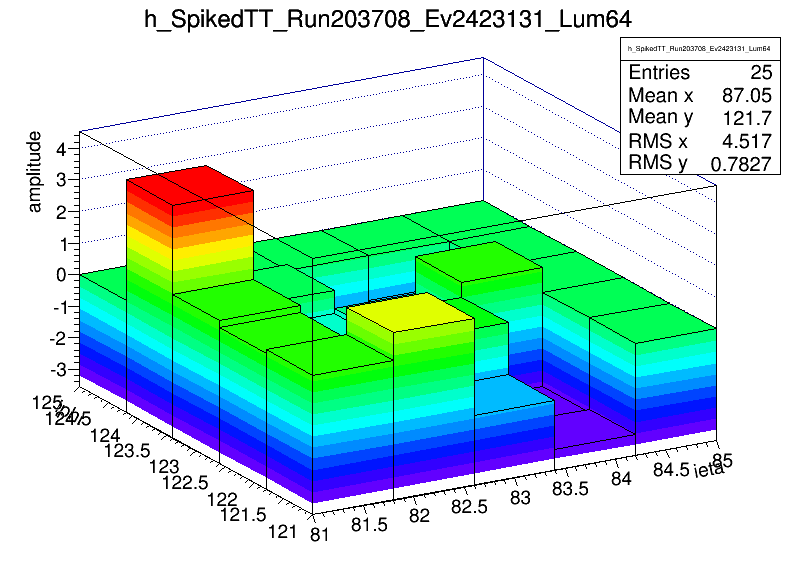 h_SpikedTT_Run203708_Ev2423131_Lum64
h_SpikedTT_Run203708_Ev2423131_Lum64
Entries 25
Mean x 87.05
Mean y 121.7
RMS x 4.517
RMS y 0.7827
amplitude
4
3
2
1
0
-1
-2
-3
125
124.5
124
123.5
123
122.5
122
121.5
121
81
81.5
82
82.5
83
83.5
84
84.5
85
ieta